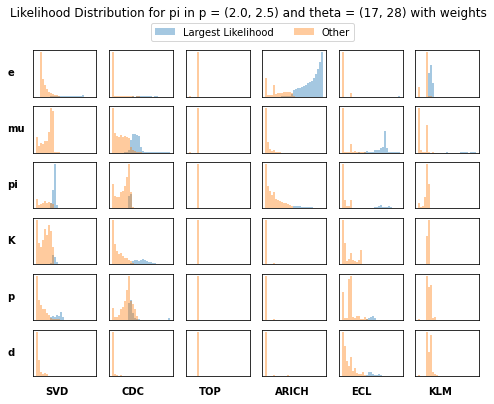 Likelihood Distribution for pi in p = (2.0, 2.5) and theta = (17, 28) with weights
Largest Likelihood Other
e
mu
pi
K
p
d
SVD CDC TOP ARICH ECL KLM